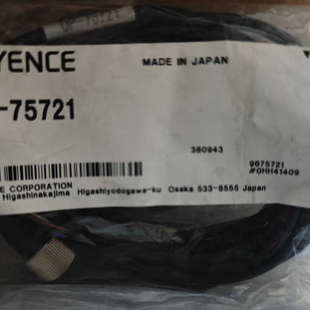 YENCE
MADE IN JAPAN
-75721
380943
9675721
#0HH41409
E CORPORATION
Higashinakajima Higashiyodogawa-ku Osaka 533-8555 Japan